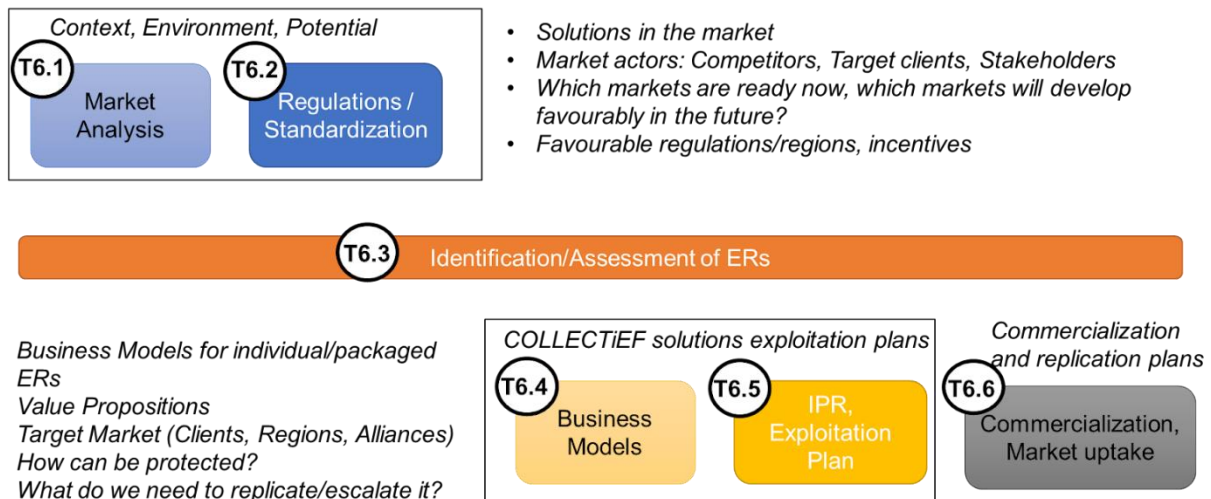 Context, Environment, Potential
T6.1
T6.2
Market
Analysis
Regulations /
Standardization
• Solutions in the market
• Market actors: Competitors, Target clients, Stakeholders
• Which markets are ready now, which markets will develop
favourably in the future?
• Favourable regulations/regions, incentives
T6.3
Identification/Assessment of ERs
Business Models for individual/packaged
ERs
Value Propositions
Target Market (Clients, Regions, Alliances)
How can be protected?
What do we need to replicate/escalate it?
COLLECTiEF solutions exploitation plans
T6.4
Business
Models
T6.5
IPR,
Exploitation
Plan
Commercialization
and replication plans
T6.6
Commercialization,
Market uptake